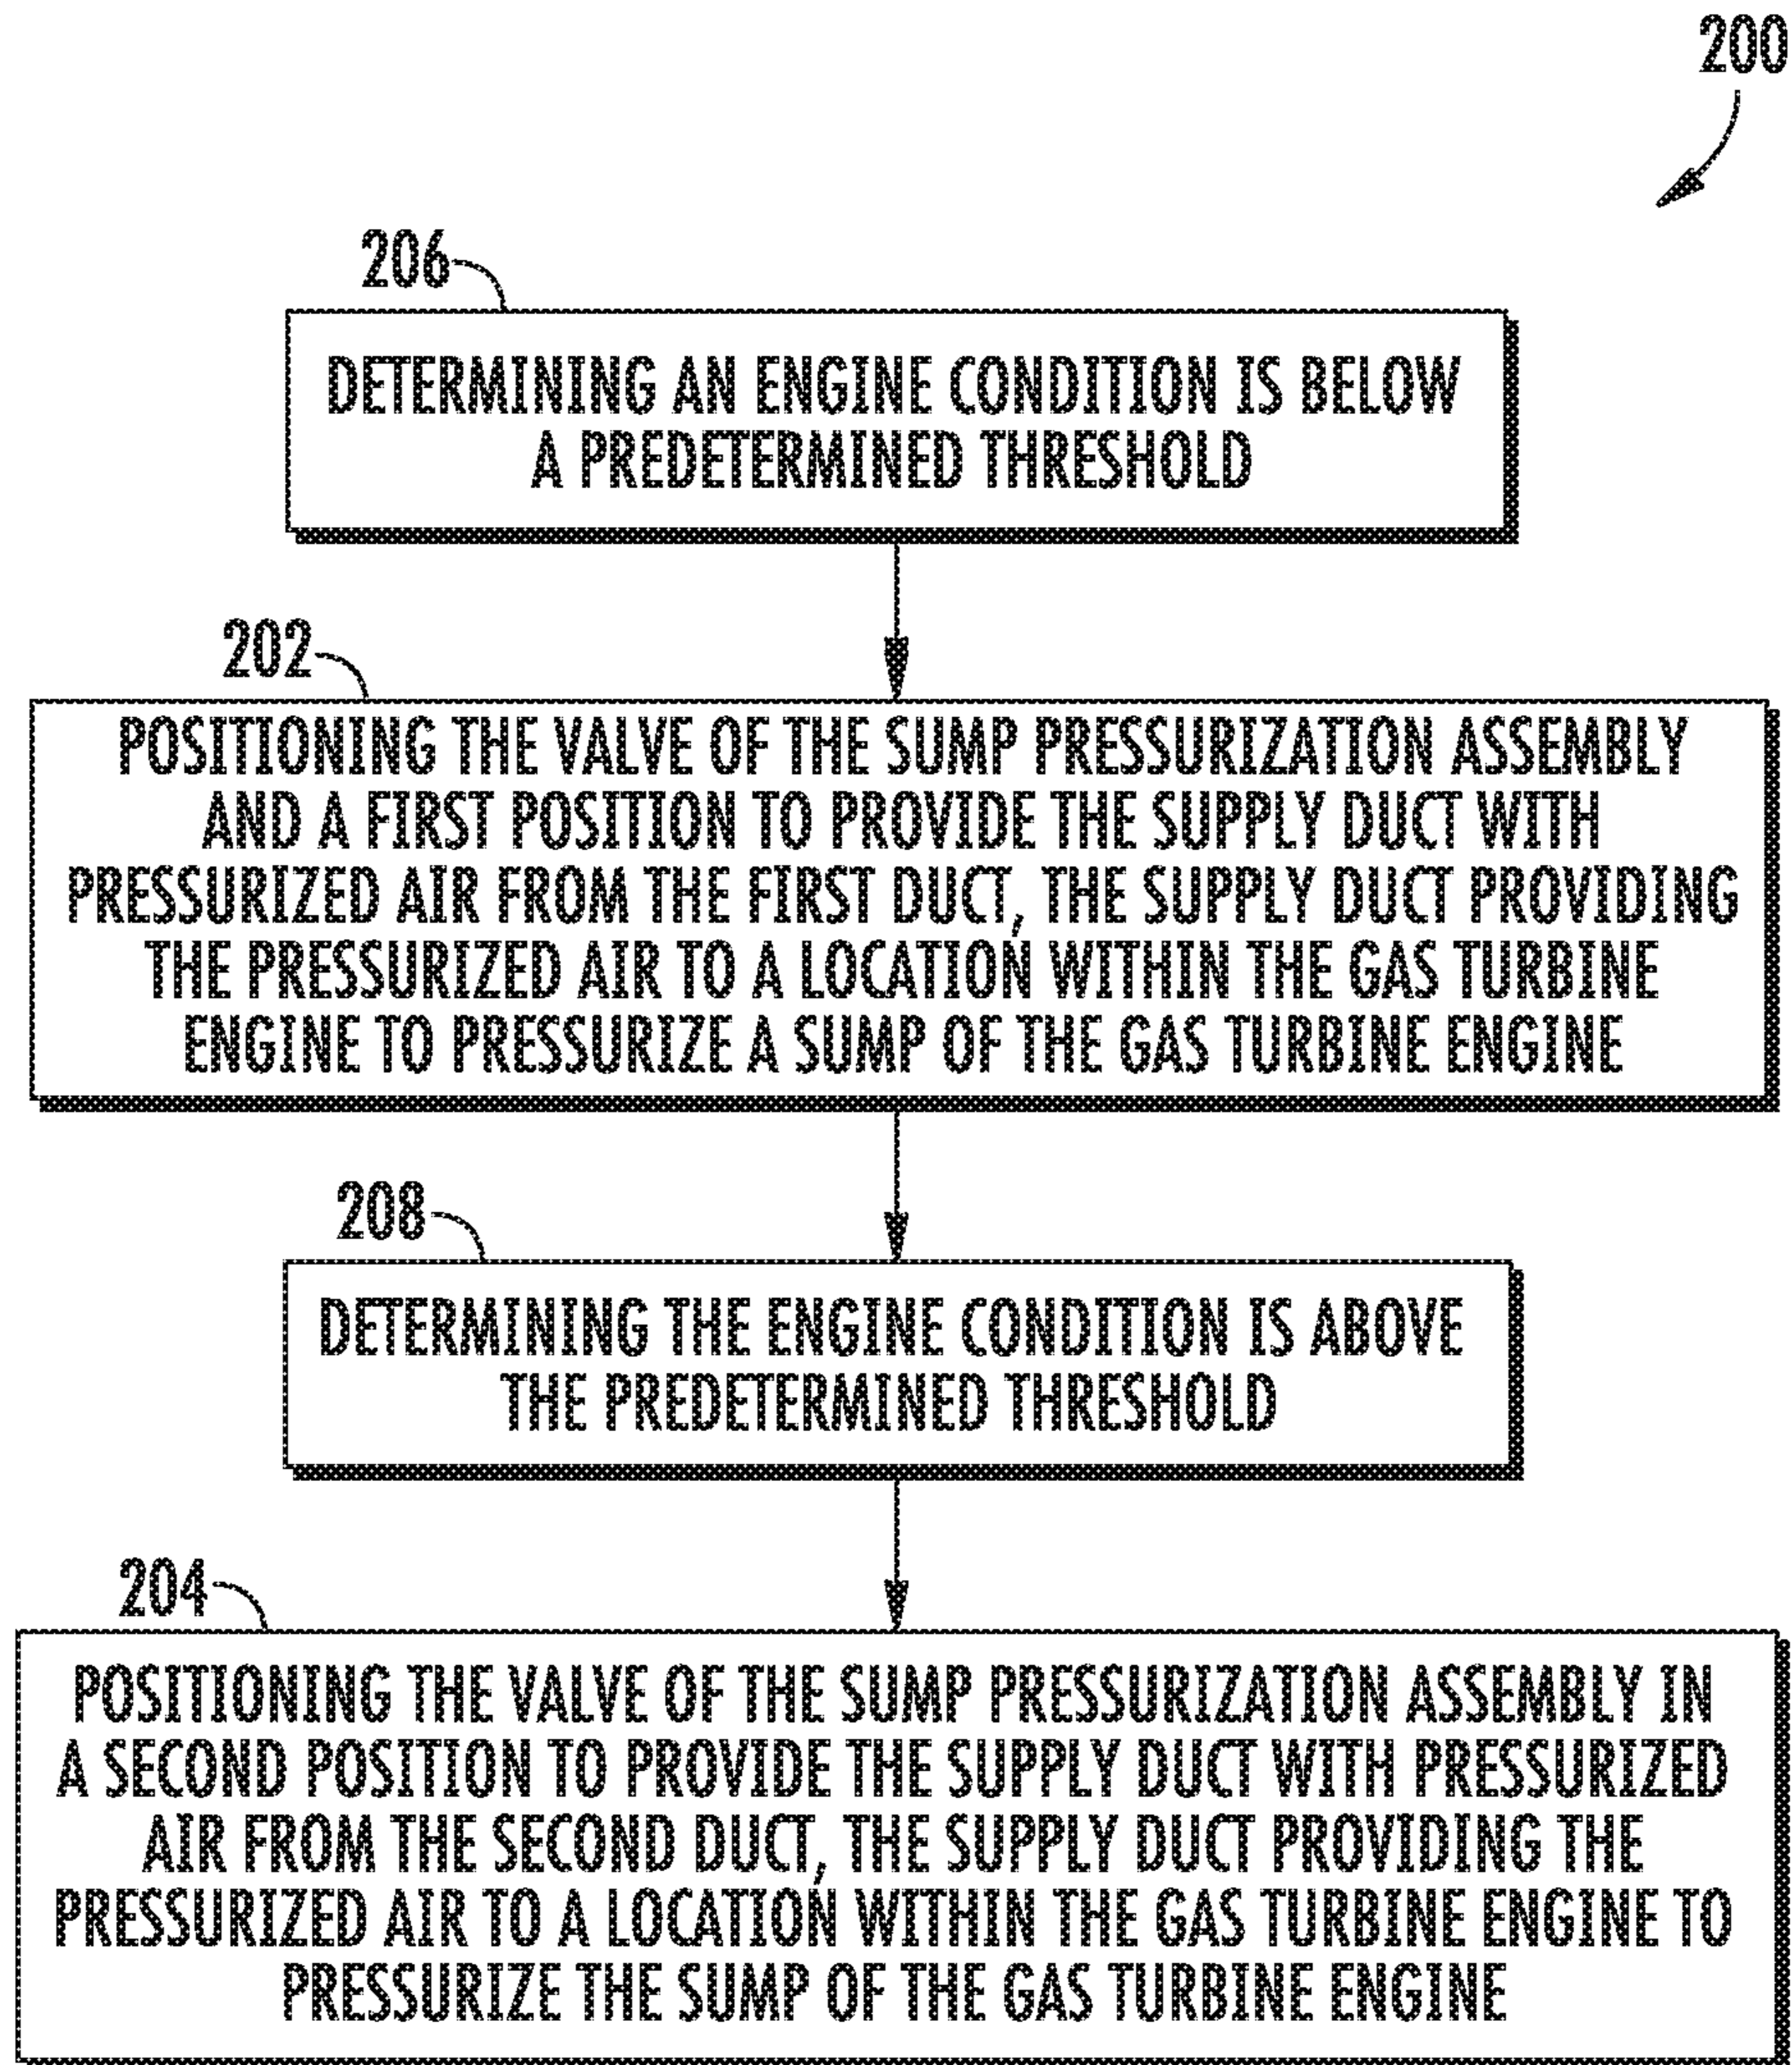 200
206
DETERMINING AN ENGINE CONDITION IS BELOW
A PREDETERMINED THRESHOLD
202
POSITIONING THE VALVE OF THE SUMP PRESSURIZATION ASSEMBLY
AND A FIRST POSITION TO PROVIDE THE SUPPLY DUCT WITH
PRESSURIZED AIR FROM THE FIRST DUCT, THE SUPPLY DUCT PROVIDING
THE PRESSURIZED AIR TO A LOCATION WITHIN THE GAS TURBINE
ENGINE TO PRESSURIZE A SUMP OF THE GAS TURBINE ENGINE
208
DETERMINING THE ENGINE CONDITION IS ABOVE
THE PREDETERMINED THRESHOLD
204
POSITIONING THE VALVE OF THE SUMP PRESSURIZATION ASSEMBLY IN
A SECOND POSITION TO PROVIDE THE SUPPLY DUCT WITH PRESSURIZED
AIR FROM THE SECOND DUCT, THE SUPPLY DUCT PROVIDING THE
PRESSURIZED AIR TO A LOCATION WITHIN THE GAS TURBINE ENGINE TO
PRESSURIZE THE SUMP OF THE GAS TURBINE ENGINE